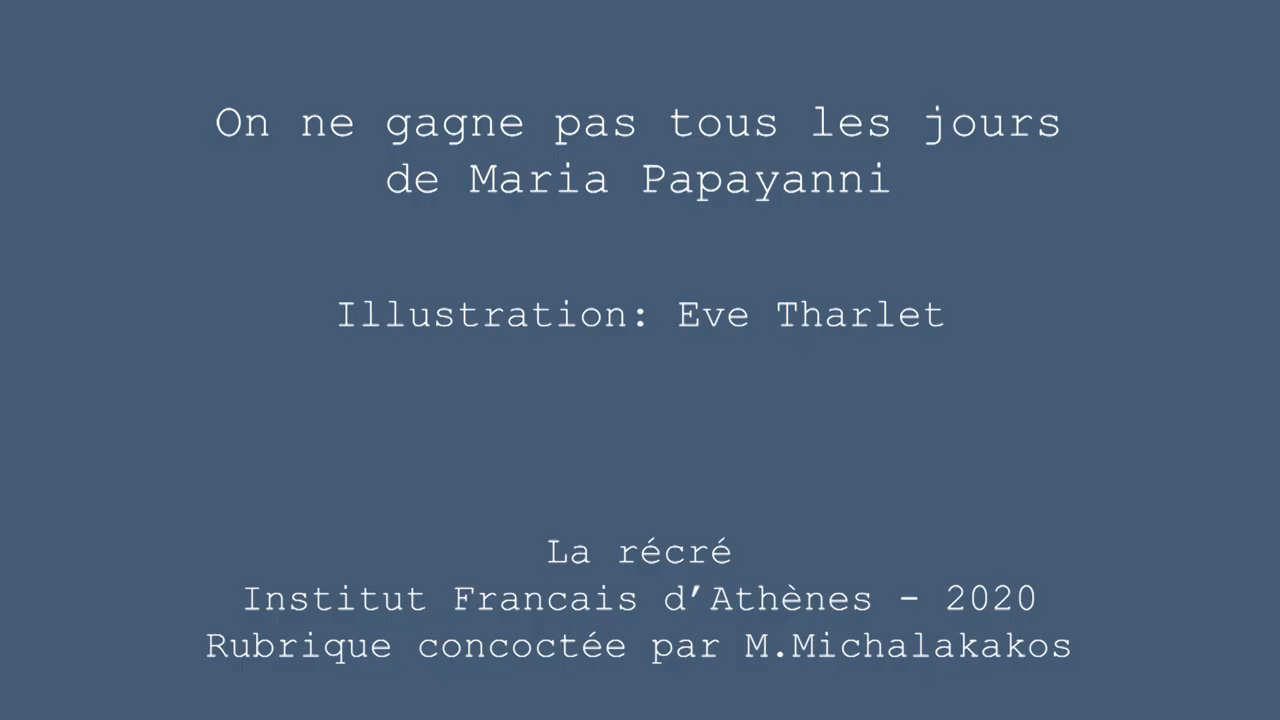 On ne gagne pas tous les jours
de Maria Papayanni
Illustration: Eve Tharlet
La récré
Institut Francais d’Athènes - 2020
Rubrique concoctée par M.Michalakakos